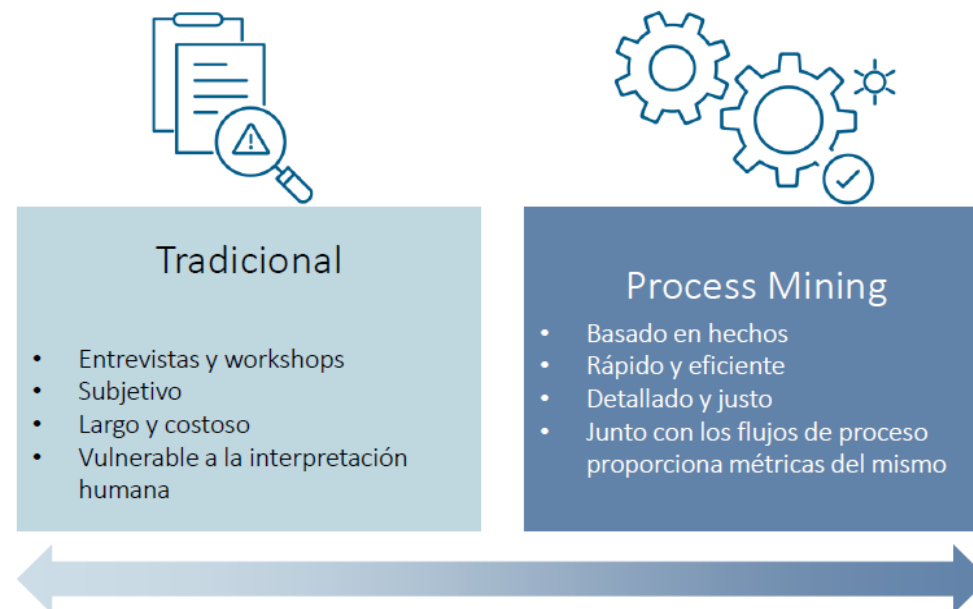 Tradicional
• Entrevistas y workshops
• Subjetivo
• Largo y costoso
• Vulnerable a la interpretación
humana
Process Mining
• Basado en hechos
• Rápido y eficiente
• Detallado y justo
• Junto con los flujos de proceso
proporciona métricas del mismo